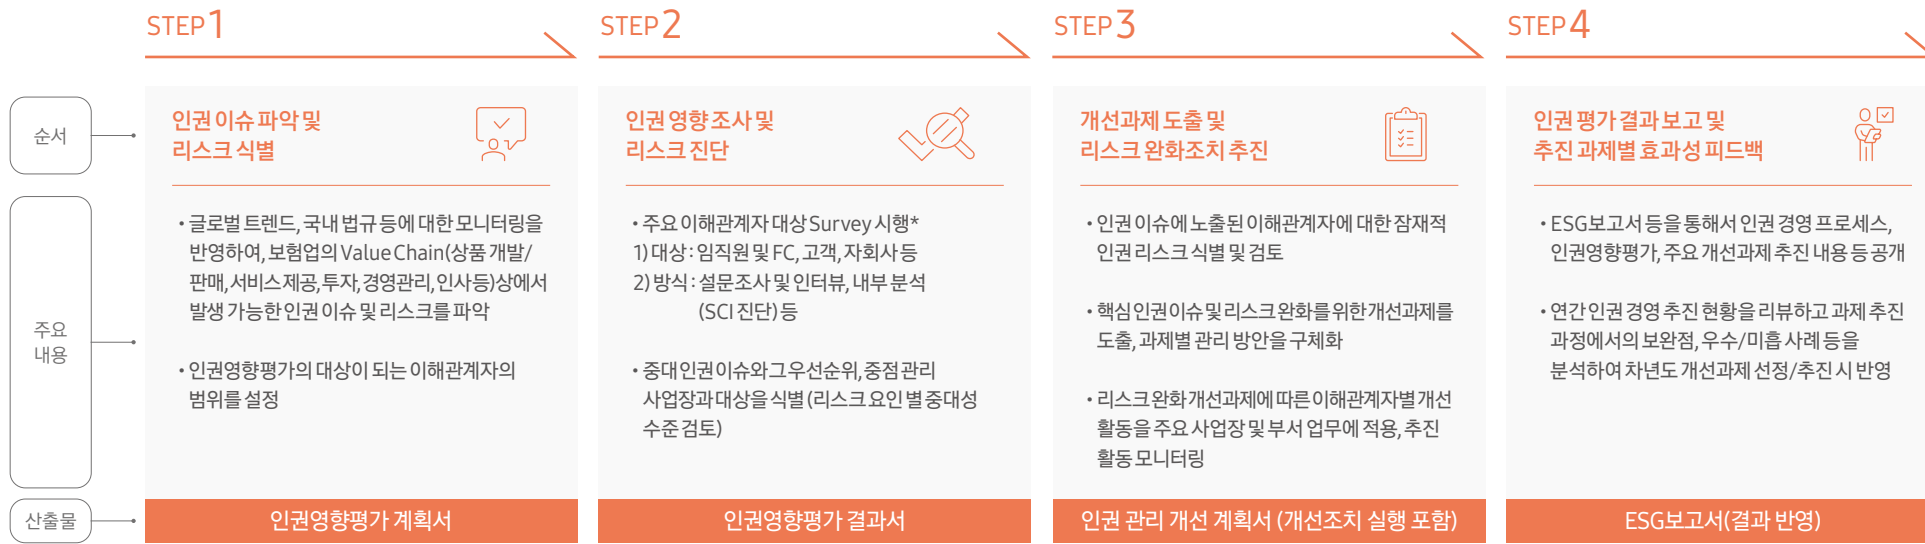 STEP 1
STEP 2
STEP 3
STEP 4
순서
인권 이슈 파악 및
리스크 식별
인권 영향 조사 및
리스크 진단
개선과제 도출 및
리스크 완화조치 추진
인권 평가 결과 보고 및
추진 과제별 효과성 피드백
주요
내용
• 글로벌 트렌드, 국내 법규 등에 대한 모니터링을
반영하여, 보험업의 Value Chain(상품 개발/
판매, 서비스 제공, 투자, 경영관리, 인사등)상에서
발생 가능한 인권 이슈 및 리스크를 파악
• 인권영향평가의 대상이 되는 이해관계자의
범위를 설정
• 주요 이해관계자 대상 Survey 시행*
1) 대상 : 임직원 및 FC, 고객, 자회사 등
2) 방식 : 설문조사 및 인터뷰, 내부 분석
(SCI 진단) 등
• 중대 인권 이슈와 그 우선순위, 중점 관리
사업장과 대상을 식별 (리스크 요인 별 중대성
수준 검토)
• 인권 이슈에 노출된 이해관계자에 대한 잠재적
인권 리스크 식별 및 검토
• 핵심 인권 이슈 및 리스크 완화를 위한 개선과제를
도출, 과제별 관리 방안을 구체화
• 리스크 완화 개선과제에 따른 이해관계자별 개선
활동을 주요 사업장 및 부서 업무에 적용, 추진
활동 모니터링
• ESG보고서 등을 통해서 인권 경영 프로세스,
인권영향평가, 주요 개선과제 추진 내용 등 공개
• 연간 인권 경영 추진 현황을 리뷰하고 과제 추진
과정에서의 보완점, 우수/미흡 사례 등을
분석하여 차년도 개선과제 선정/추진 시 반영
산출물
인권영향평가 계획서
인권영향평가 결과서
인권 관리 개선 계획서 (개선조치 실행 포함)
ESG보고서(결과 반영)